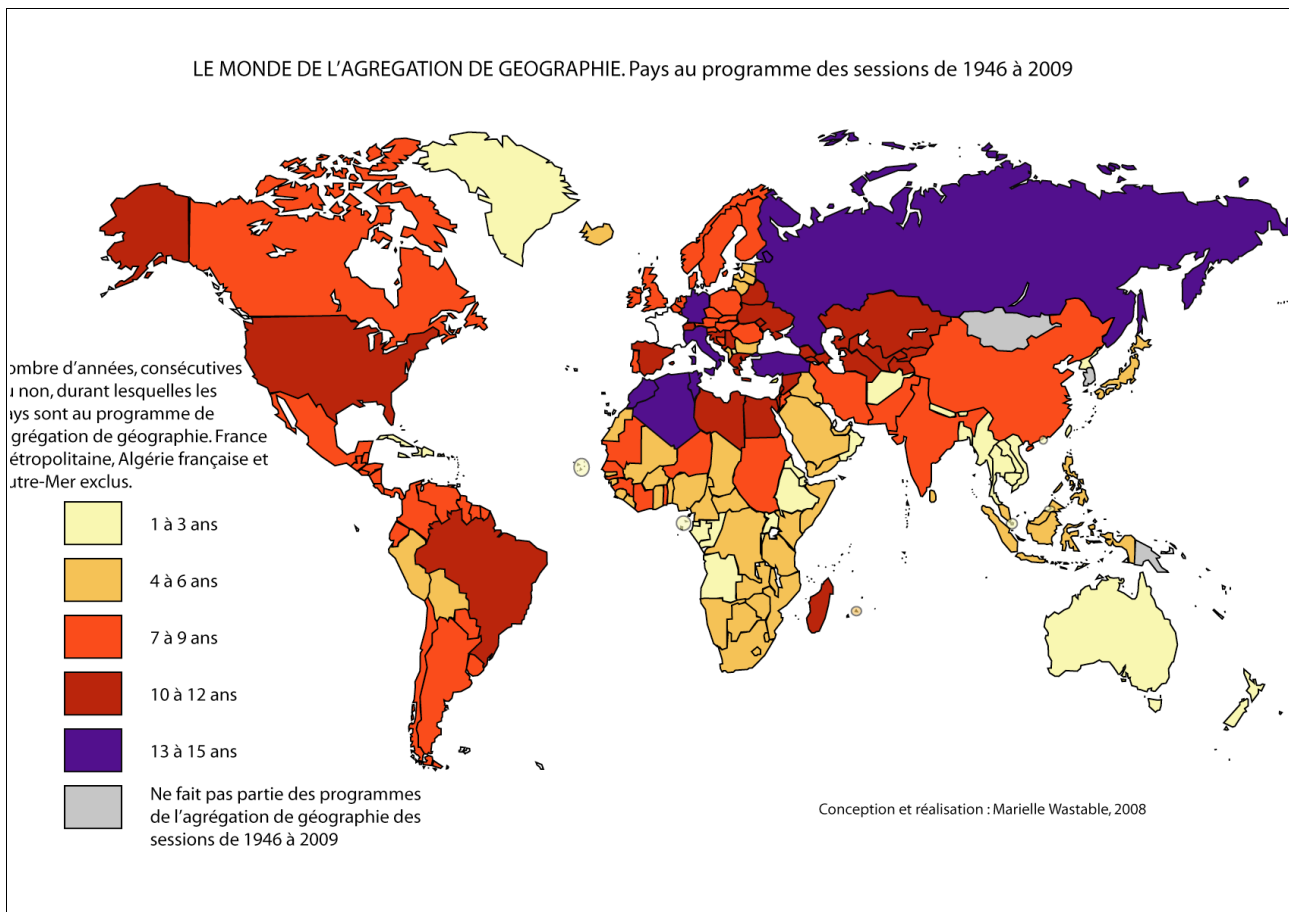 LE MONDE DE L'AGREGATION DE GEOGRAPHIE. Pays au programme des sessions de 1946 à 2009
ombre d'années, consécutives
u non, durant lesquelles les
ays sont au programme de
agrégation de géographie. France
étropolitaine, Algérie française et
utre-Mer exclus.
1 à 3 ans
4 à 6 ans
7 à 9 ans
10 à 12 ans
13 à 15 ans
Ne fait pas partie des programmes
de l'agrégation de géographie des
sessions de 1946 à 2009
Conception et réalisation : Marielle Wastable, 2008